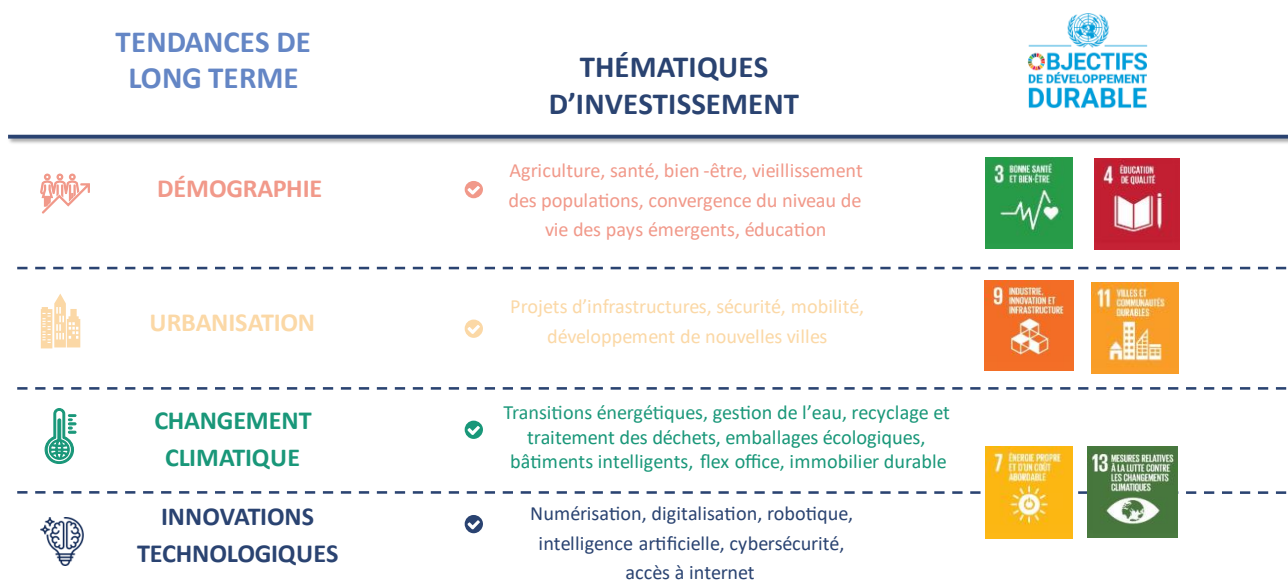 TENDANCES DE
LONG TERME
THÉMATIQUES
D’INVESTISSEMENT
OBJECTIFS
DE DÉVELOPPEMENT
DURABLE
DÉMOGRAPHIE
Agriculture, santé, bien -être, vieillissement
des populations, convergence du niveau de
vie des pays émergents, éducation
3 BONNE SANTÉ
ET BIEN-ÊTRE
4 ÉDUCATION
DE QUALITÉ
URBANISATION
Projets d’infrastructures, sécurité, mobilité,
développement de nouvelles villes
9 INDUSTRIE,
INNOVATION ET
INFRASTRUCTURE
11 VILLES ET
COMMUNAUTÉS
DURABLES
CHANGEMENT
CLIMATIQUE
Transitions énergétiques, gestion de l’eau, recyclage et
traitement des déchets, emballages écologiques,
bâtiments intelligents, flex office, immobilier durable
7 ÉNERGIE PROPRE
ET D’UN COÛT
ABORDABLE
13 MESURES RELATIVES
À LA LUTTE CONTRE
LES CHANGEMENTS
CLIMATIQUES
INNOVATIONS
TECHNOLOGIQUES
Numérisation, digitalisation, robotique,
intelligence artificielle, cybersécurité,
accès à internet